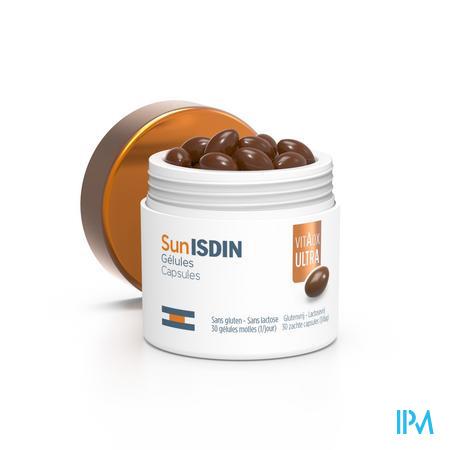 SunISDIN
Gélules
Capsules
VITAOX
ULTRA
Sans gluten - Sans lactose
30 gélules molles (1/jour)
Glutenvrij - Lactosevrij
30 zachte capsules (1/dag)
IPM